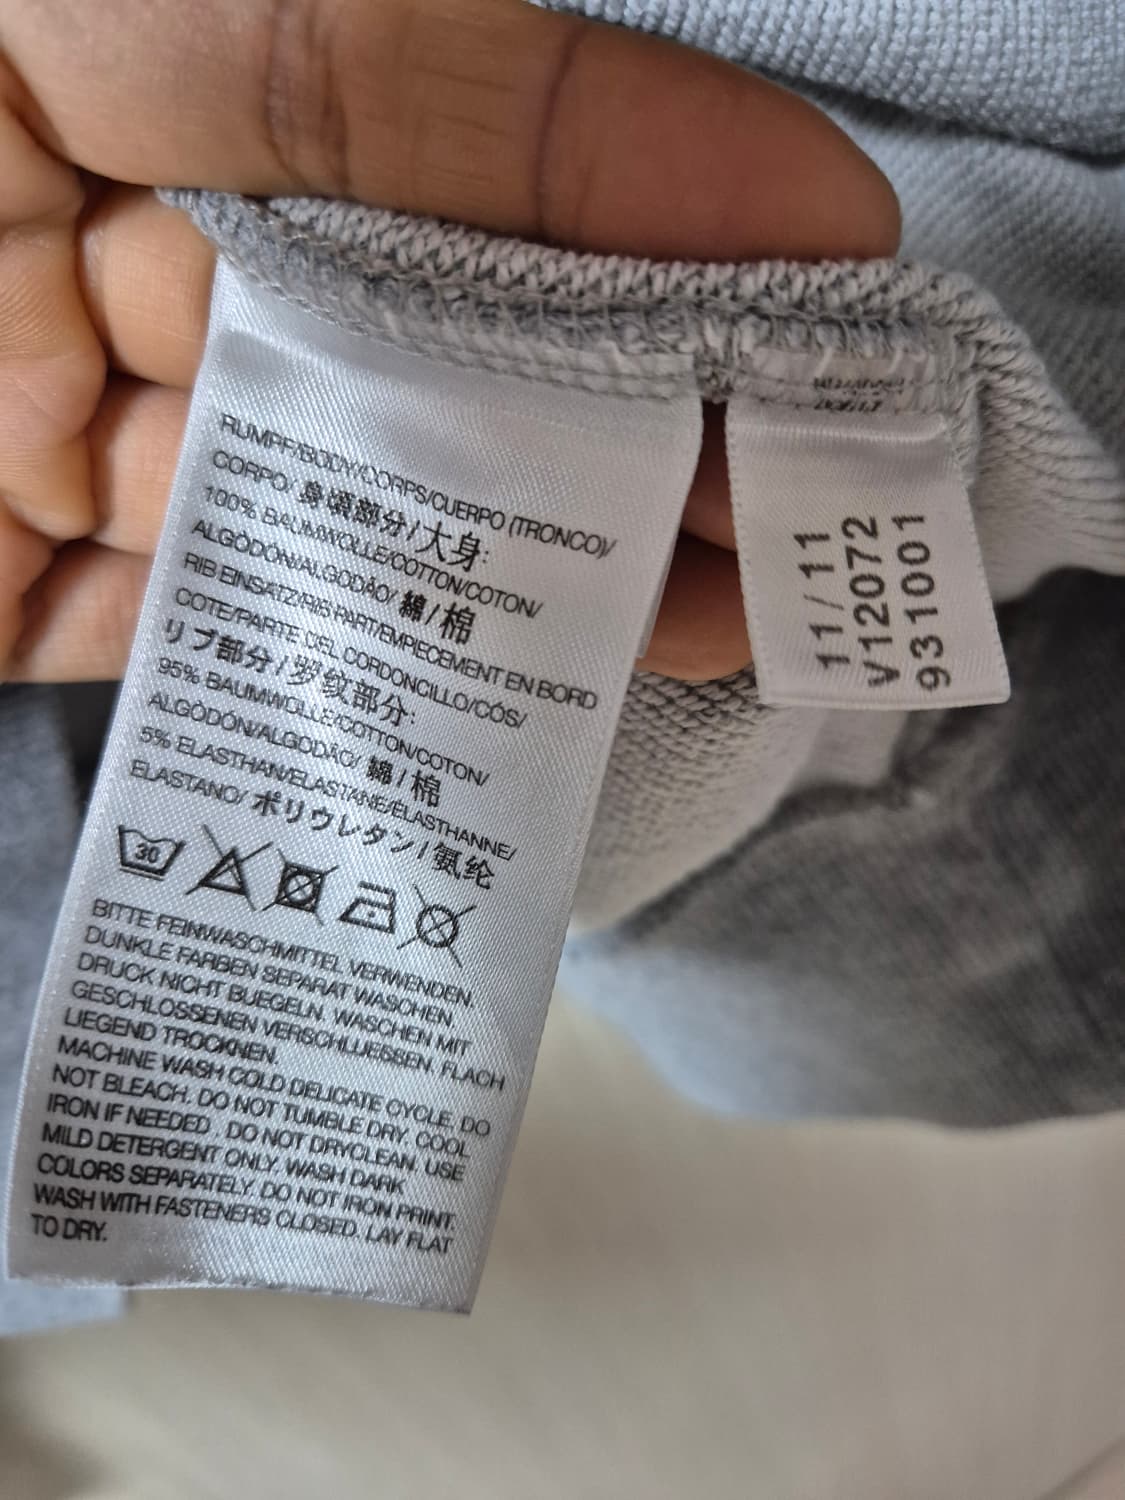 RUMPF/BODY/CORPS/CUERPO (TRONCO)/
CORPO/ 身頃部分/大身:
100% BAUMWOLLE/COTTON/COTON/
ALGODÓN/ALGODÃO/ 綿/棉
RIB EINSATZ/RIB PART/EMPIECEMENT EN BORD
COTE/PARTE DEL CORDONCILLO/CÓS/
リブ部分/罗纹部分:
95% BAUMWOLLE/COTTON/COTON/
ALGODÓN/ALGODÃO/ 綿/棉
5% ELASTHAN/ELASTANE/ELASTHANNE/
ELASTANO/ ポリウレタン/氨纶
30
BITTE FEINWASCHMITTEL VERWENDEN.
DUNKLE FARBEN SEPARAT WASCHEN.
DRUCK NICHT BUEGELN. WASCHEN MIT
GESCHLOSSENEN VERSCHLUESSEN. FLACH
LIEGEND TROCKNEN.
MACHINE WASH COLD DELICATE CYCLE. DO
NOT BLEACH. DO NOT TUMBLE DRY. COOL
IRON IF NEEDED. DO NOT DRYCLEAN. USE
MILD DETERGENT ONLY. WASH DARK
COLORS SEPARATELY. DO NOT IRON PRINT.
WASH WITH FASTENERS CLOSED. LAY FLAT
TO DRY.
11/11
V12072
931001